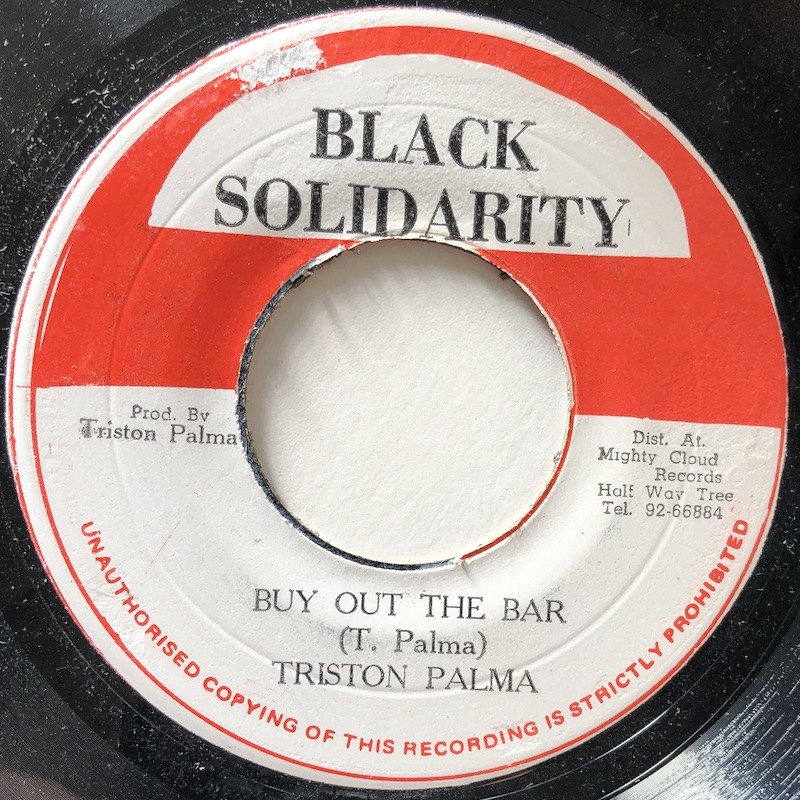 BLACK
SOLIDARITY
Prod. By
Triston Palma
Dist. At.
Mighty Cloud
Records
Half Way Tree
Tel. 92-66884
BUY OUT THE BAR
(T. Palma)
TRISTON PALMA
UNAUTHORISED COPYING OF THIS RECORDING IS STRICTLY PROHIBITED